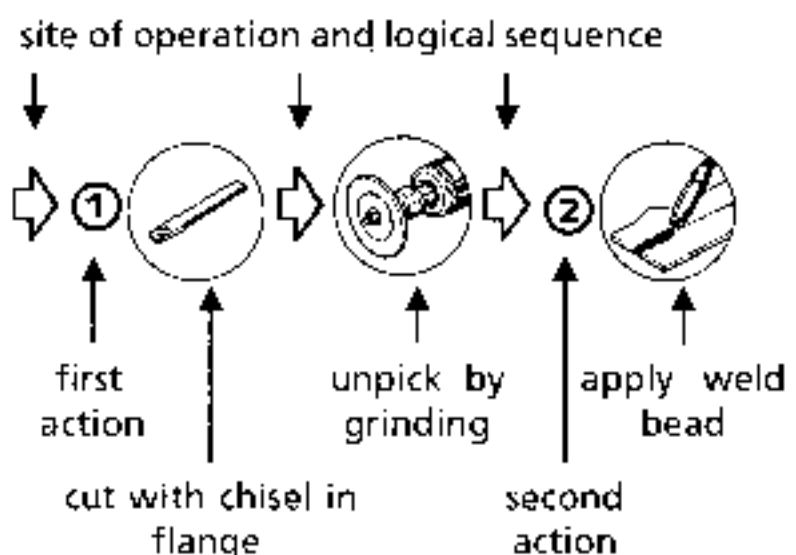 site of operation and logical sequence
1
2
first
action
unpick by
grinding
apply weld
bead
cut with chisel in
flange
second
action